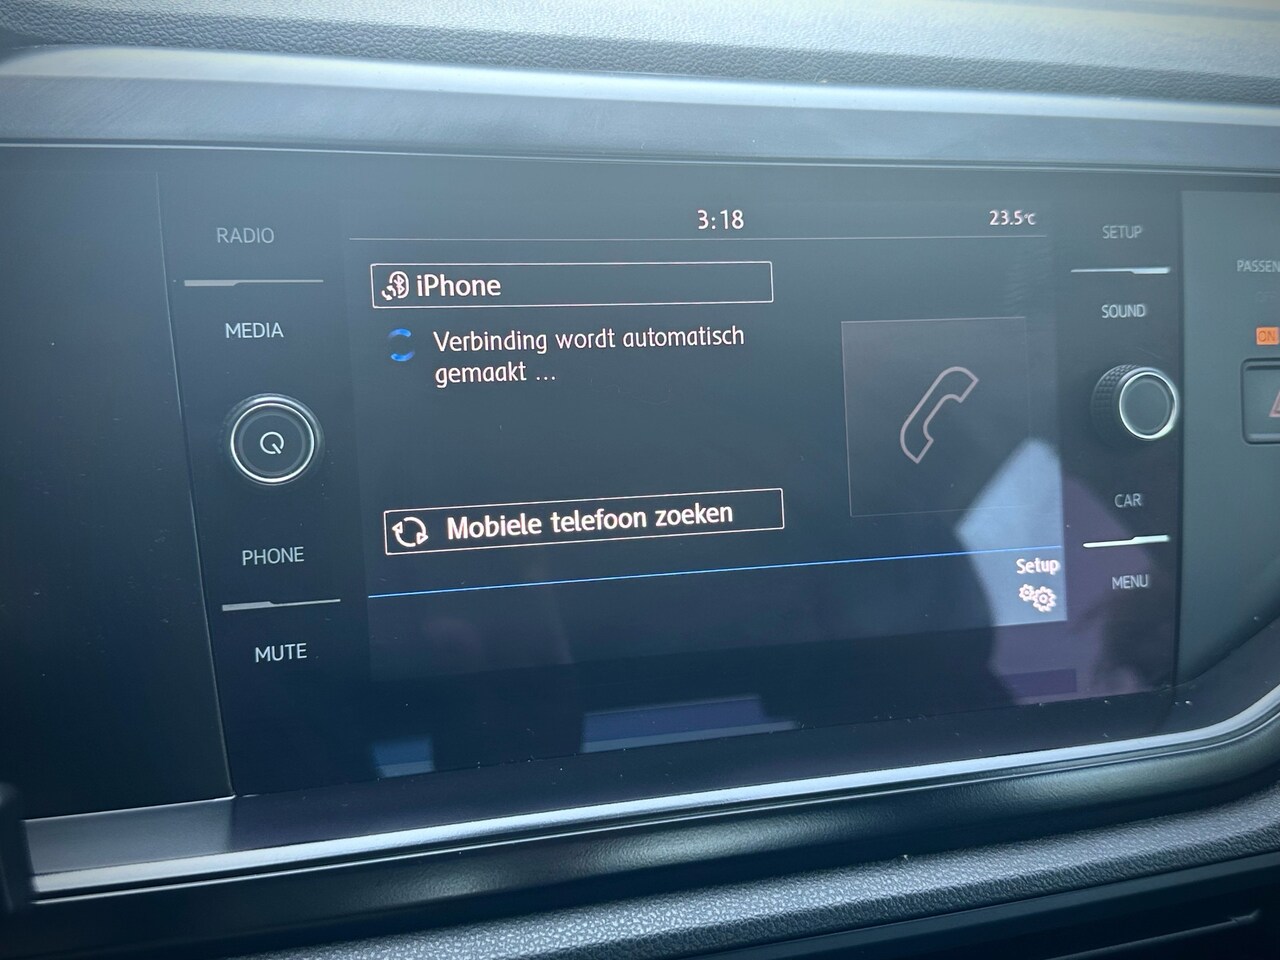 3:18
23.5°C
RADIO
MEDIA
PHONE
MUTE
iPhone
Verbinding wordt automatisch
gemaakt ...
Mobiele telefoon zoeken
Setup
SETUP
SOUND
CAR
MENU
ON